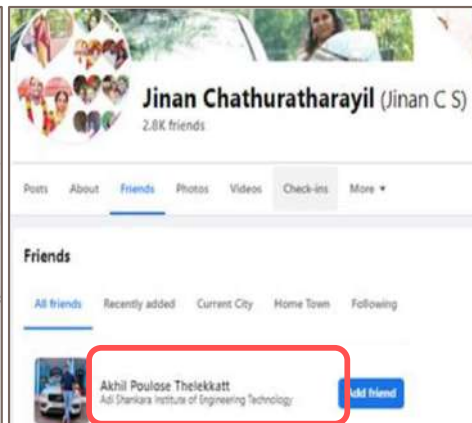 Jinan Chathuratharayil (Jinan C S)
2.8K friends
Posts About Friends Photos Videos Check-ins More
Friends
All friends Recently added Current City Home Town Following
Akhil Poulose Thelekkatt
Adi Shankara Institute of Engineering Technology
Add friend